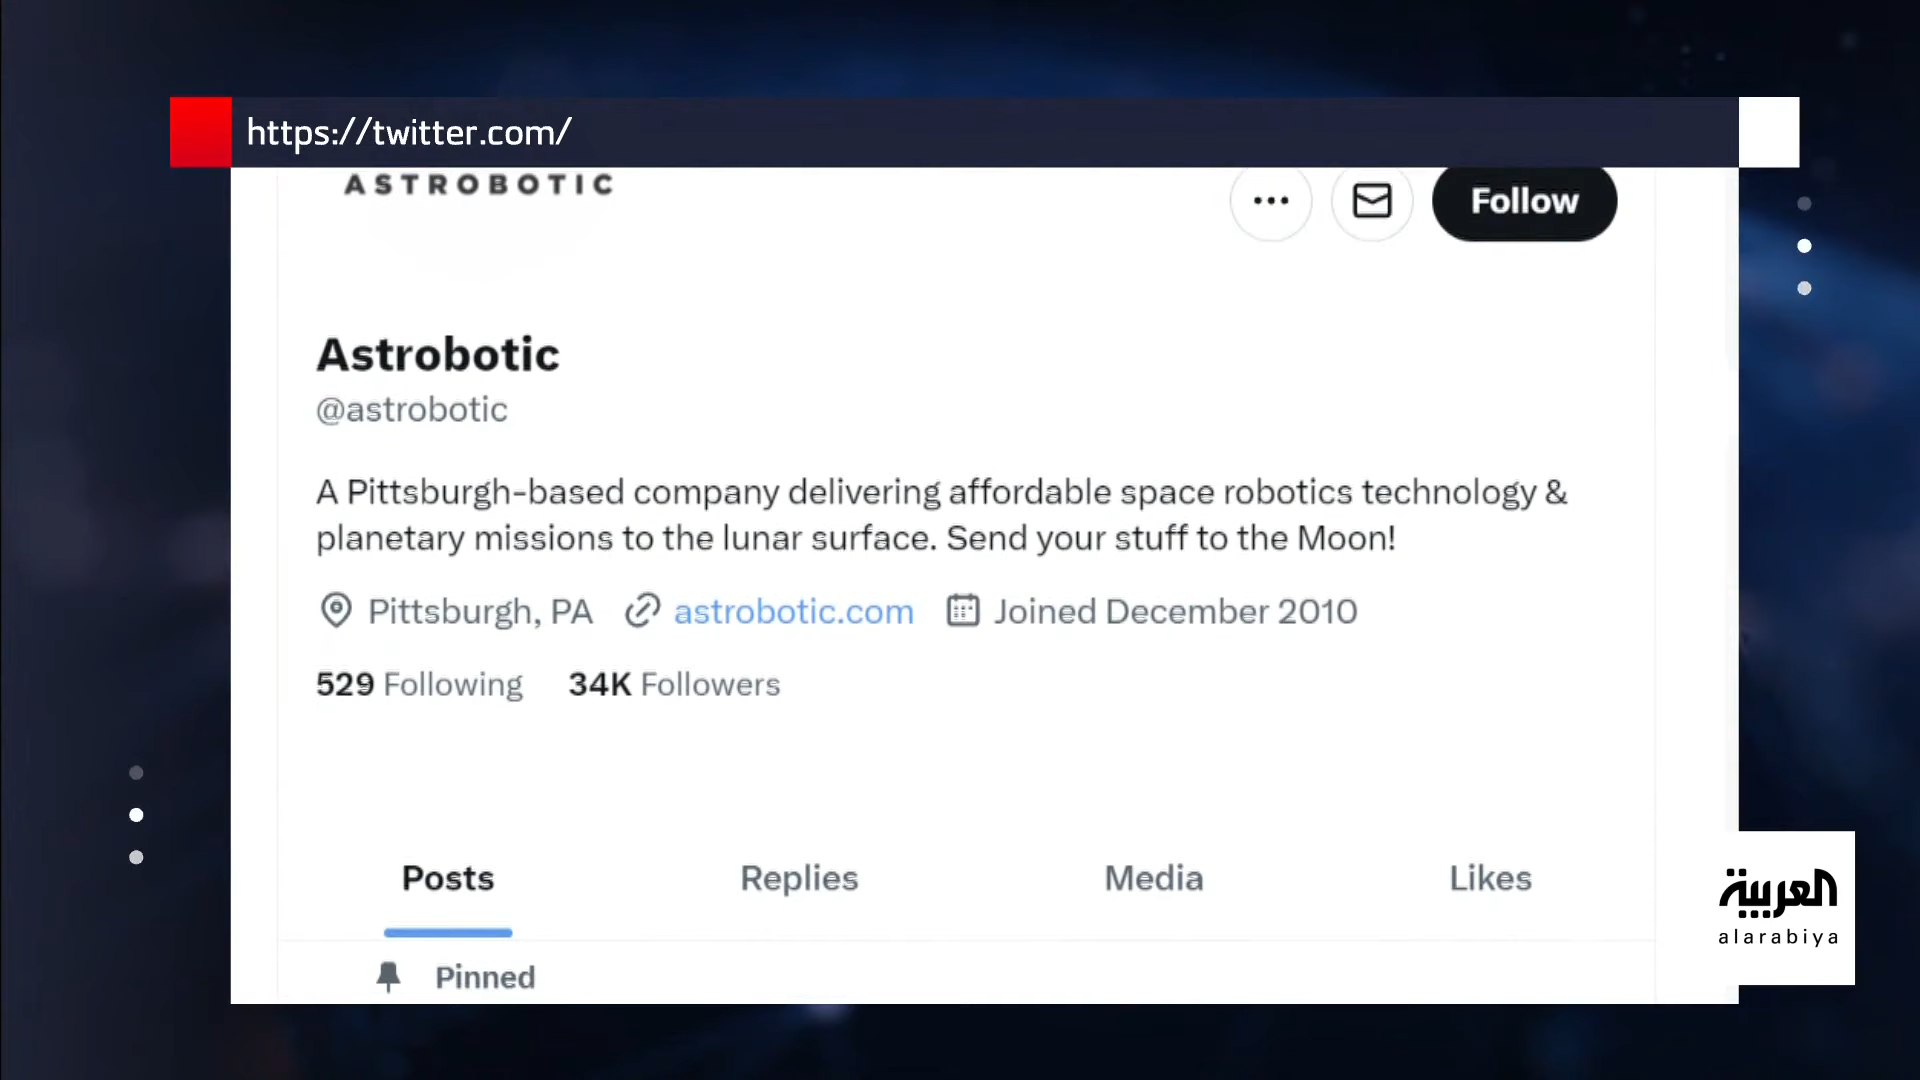 https://twitter.com/
ASTROBOTIC
Follow
Astrobotic
@astrobotic
A Pittsburgh-based company delivering affordable space robotics technology &
planetary missions to the lunar surface. Send your stuff to the Moon!
Pittsburgh, PA astrobotic.com Joined December 2010
529 Following 34K Followers
Posts Replies Media Likes
Pinned
العربية
alarabiya